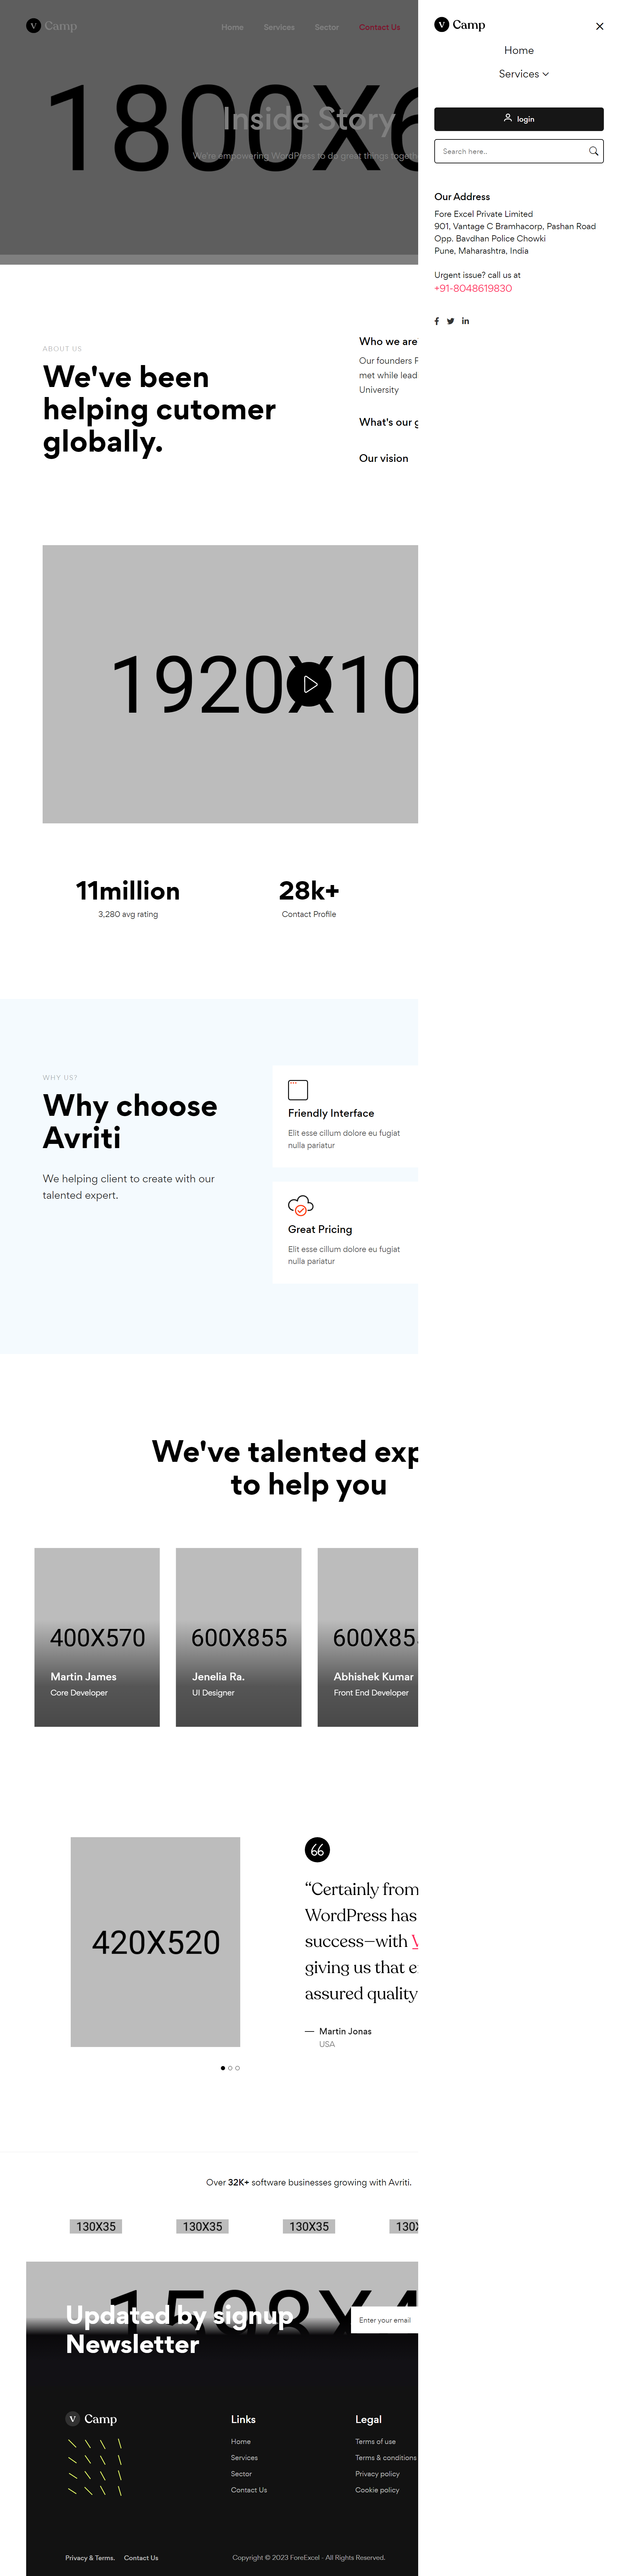 V Camp
Home Services Sector Contact Us
1800X6
Inside Story
We're empowering WordPress to do great things
V Camp
Home
Services
login
Search here..
Our Address
Fore Excel Private Limited
901, Vantage C Bramhacorp, Pashan Road
Opp. Bavdhan Police Chowki
Pune, Maharashtra, India
Urgent issue? call us at
+91-8048619830
ABOUT US
We've been
helping cutomer
globally.
Who we are
Our founders
met while lead
University
What's our
Our vision
1920X10
11million
3,280 avg rating
28k+
Contact Profile
WHY US?
Why choose
Avriti
We helping client to create with our
talented expert.
Friendly Interface
Elit esse cillum dolore eu fugiat
nulla pariatur
Great Pricing
Elit esse cillum dolore eu fugiat
nulla pariatur
We've talented exp
to help you
400X570
Martin James
Core Developer
600X855
Jenelia Ra.
UI Designer
600X85
Abhishek Kumar
Front End Developer
420X520
“Certainly from
WordPress has
success—with
giving us that
assured quality
Martin Jonas
USA
Over 32K+ software businesses growing with Avriti.
130X35 130X35 130X35 130X
1598X4
Updated by signup
Newsletter
Enter your email
V Camp
Links
Home
Services
Sector
Contact Us
Legal
Terms of use
Terms & conditions
Privacy policy
Cookie policy
Privacy & Terms. Contact Us
Copyright © 2023 ForeExcel - All Rights Reserved.